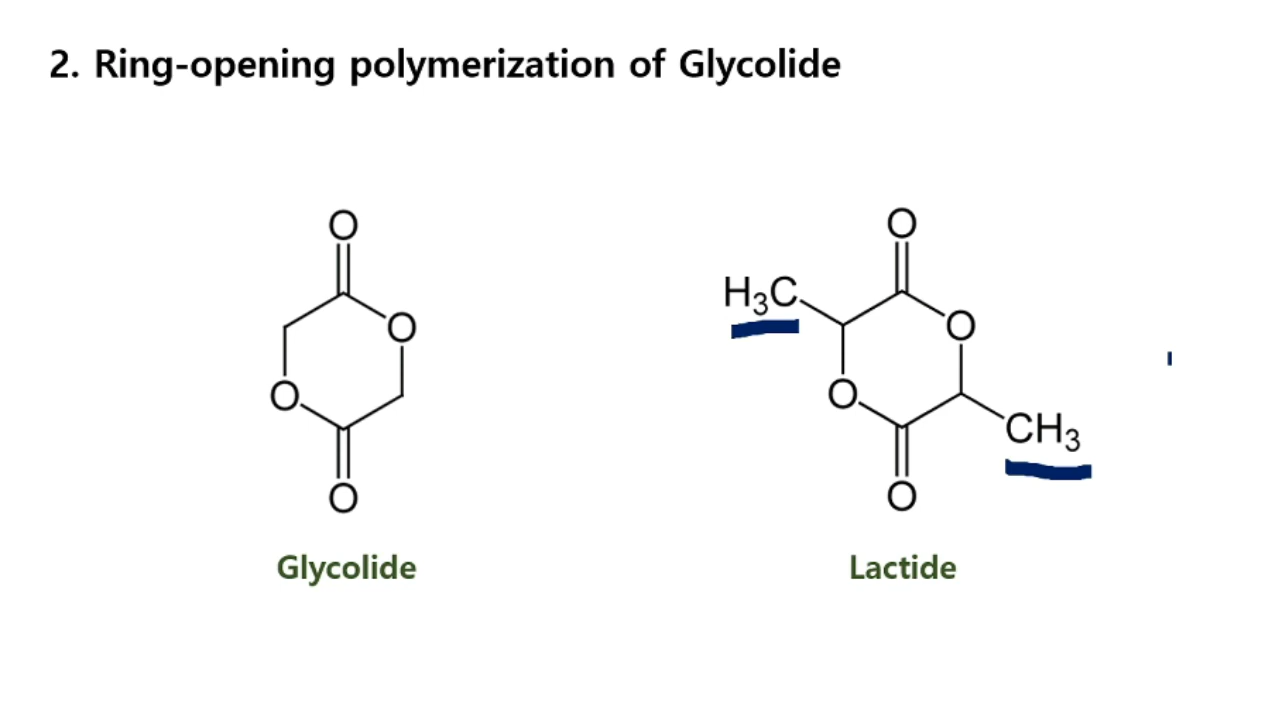 2. Ring-opening polymerization of Glycolide
O
O
O
O
Glycolide
O
H₃C
O
O
CH₃
O
Lactide